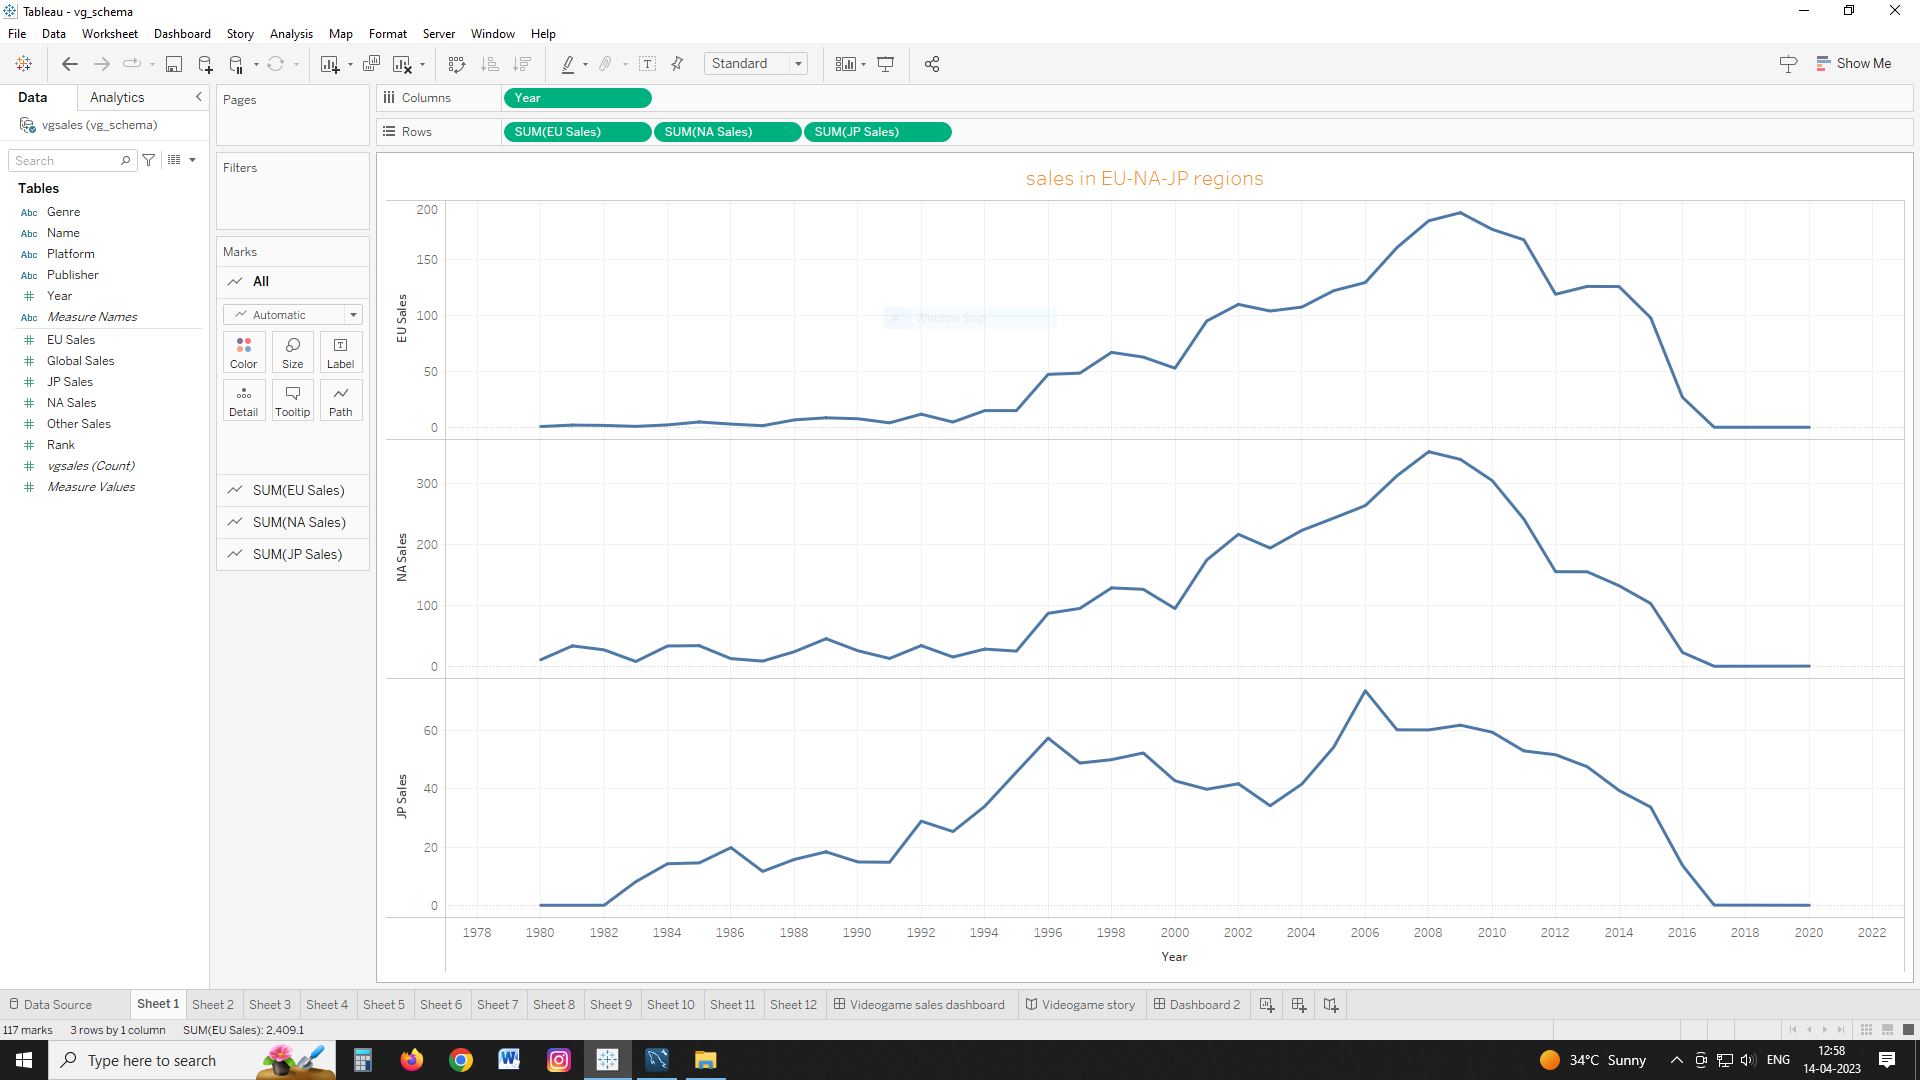 Tableau - vg_schema
File Data Worksheet Dashboard Story Analysis Map Format Server Window Help
Standard
Show Me
Data Analytics
vgsales (vg_schema)
Search
Tables
Abc Genre
Abc Name
Abc Platform
Abc Publisher
# Year
Abc Measure Names
# EU Sales
# Global Sales
# JP Sales
# NA Sales
# Other Sales
# Rank
# vgsales (Count)
# Measure Values
Pages
Filters
Marks
All
Automatic
Color Size Label
Detail Tooltip Path
SUM(EU Sales)
SUM(NA Sales)
SUM(JP Sales)
Columns Year
Rows SUM(EU Sales) SUM(NA Sales) SUM(JP Sales)
sales in EU-NA-JP regions
EU Sales
200
150
100
50
0
Window Snip
NA Sales
300
200
100
0
JP Sales
60
40
20
0
1978 1980 1982 1984 1986 1988 1990 1992 1994 1996 1998 2000 2002 2004 2006 2008 2010 2012 2014 2016 2018 2020 2022
Year
Data Source Sheet 1 Sheet 2 Sheet 3 Sheet 4 Sheet 5 Sheet 6 Sheet 7 Sheet 8 Sheet 9 Sheet 10 Sheet 11 Sheet 12 Videogame sales dashboard Videogame story Dashboard 2
117 marks 3 rows by 1 column SUM(EU Sales): 2,409.1
Type here to search
34°C Sunny
ENG
12:58
14-04-2023